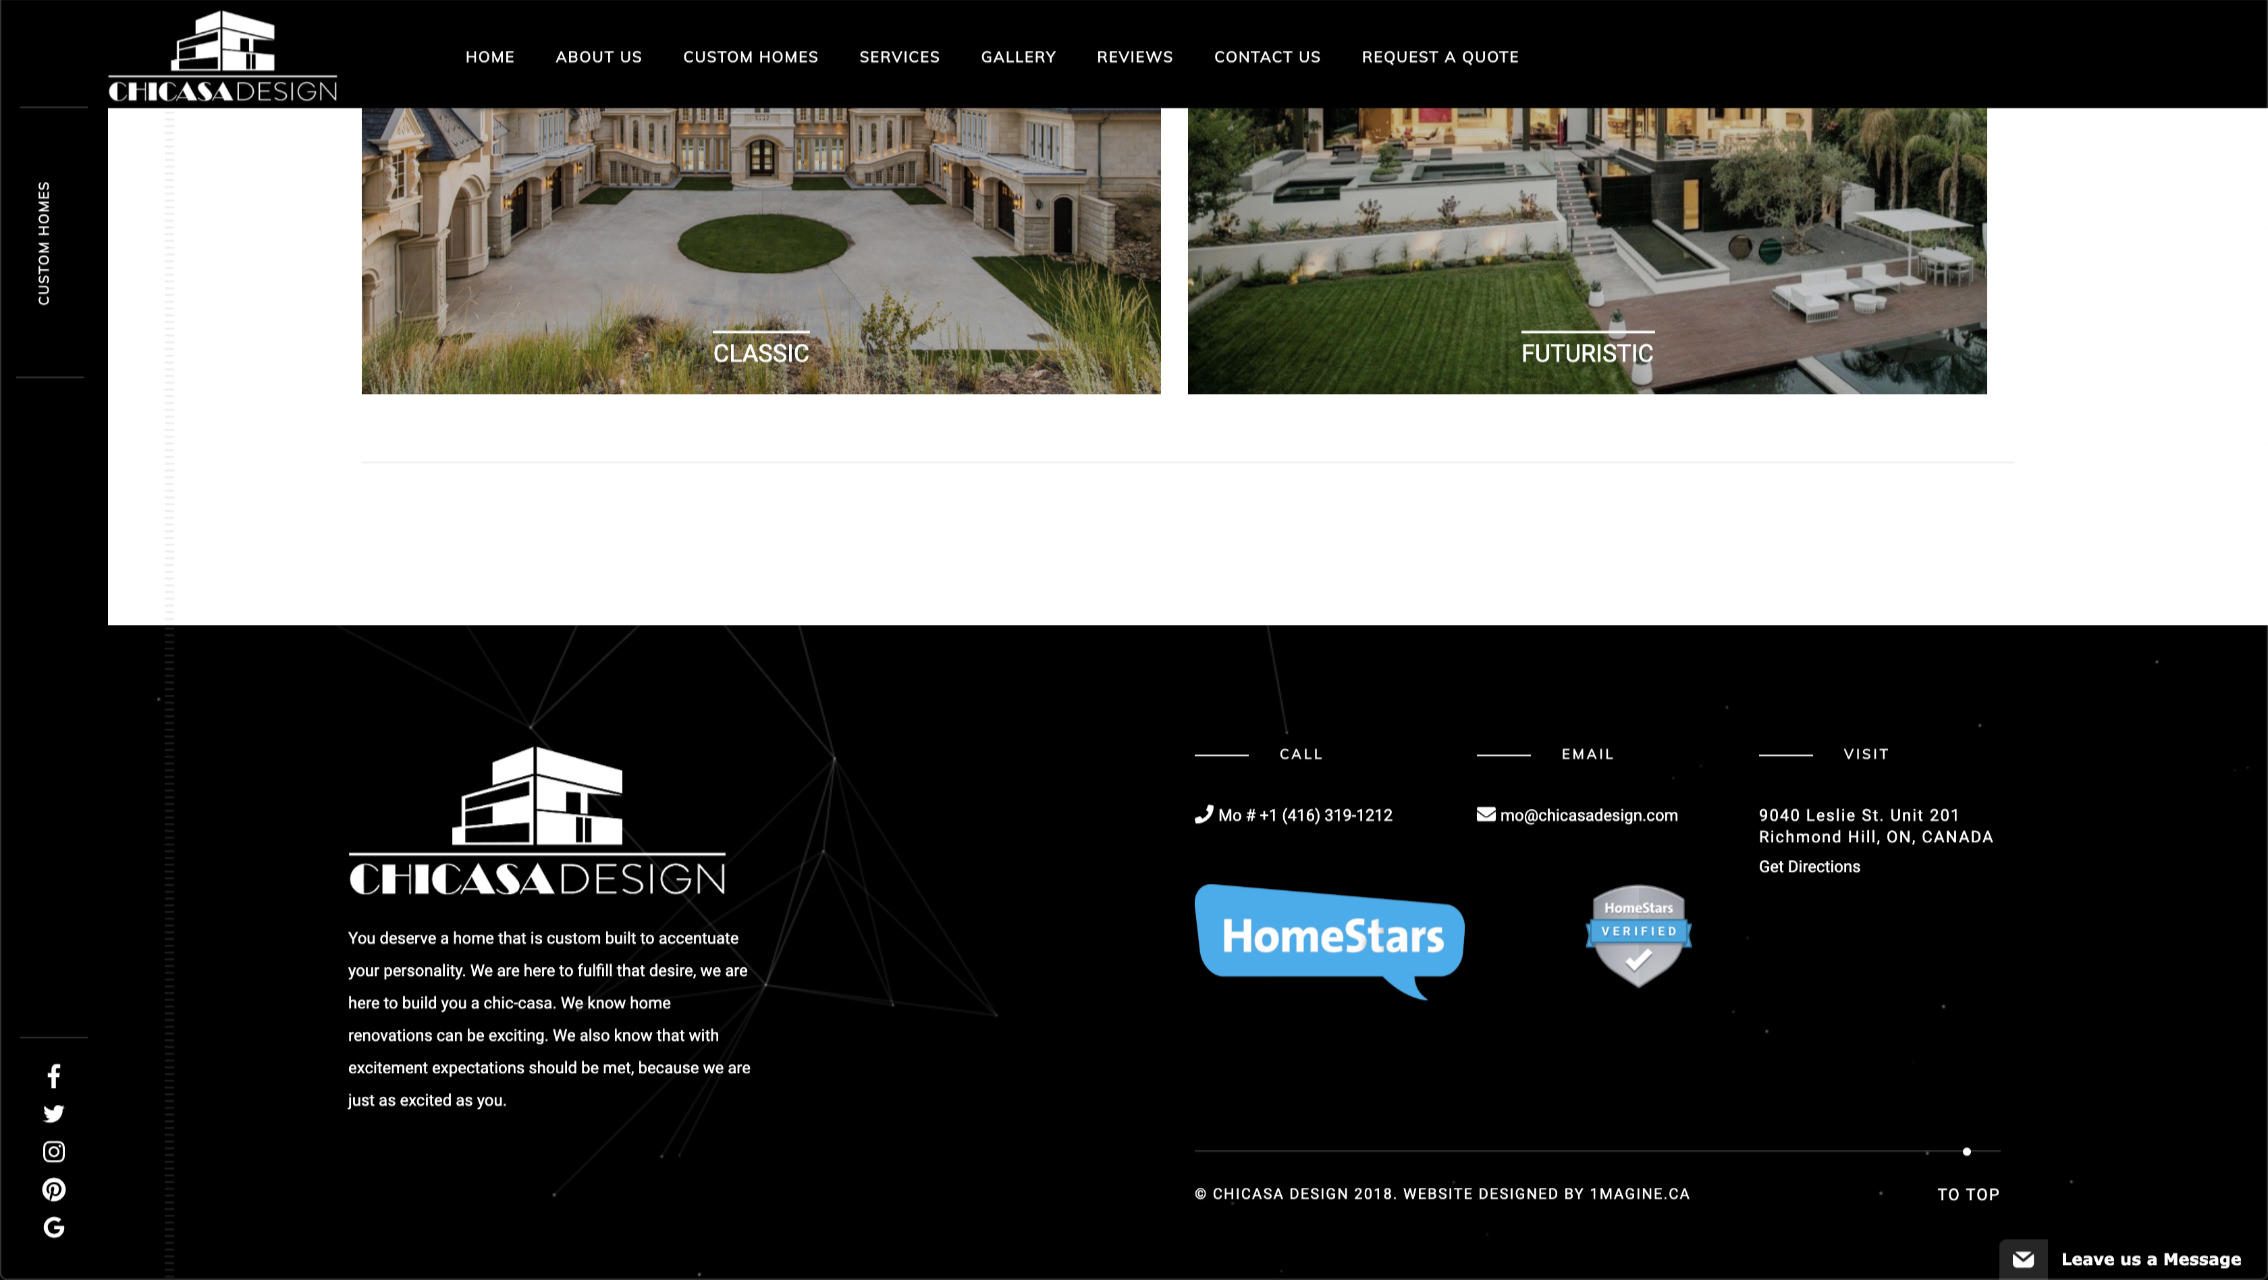 CHICASADESIGN
HOME
ABOUT US
CUSTOM HOMES
SERVICES
GALLERY
REVIEWS
CONTACT US
REQUEST A QUOTE
CUSTOM HOMES
CLASSIC
FUTURISTIC
CHICASADESIGN
You deserve a home that is custom built to accentuate
your personality. We are here to fulfill that desire, we are
here to build you a chic-casa. We know home
renovations can be exciting. We also know that with
excitement expectations should be met, because we are
just as excited as you.
CALL
Mo # +1 (416) 319-1212
EMAIL
mo@chicasadesign.com
VISIT
9040 Leslie St. Unit 201
Richmond Hill, ON, CANADA
Get Directions
HomeStars
HomeStars
VERIFIED
© CHICASA DESIGN 2018. WEBSITE DESIGNED BY 1MAGINE.CA
TO TOP
Leave us a Message